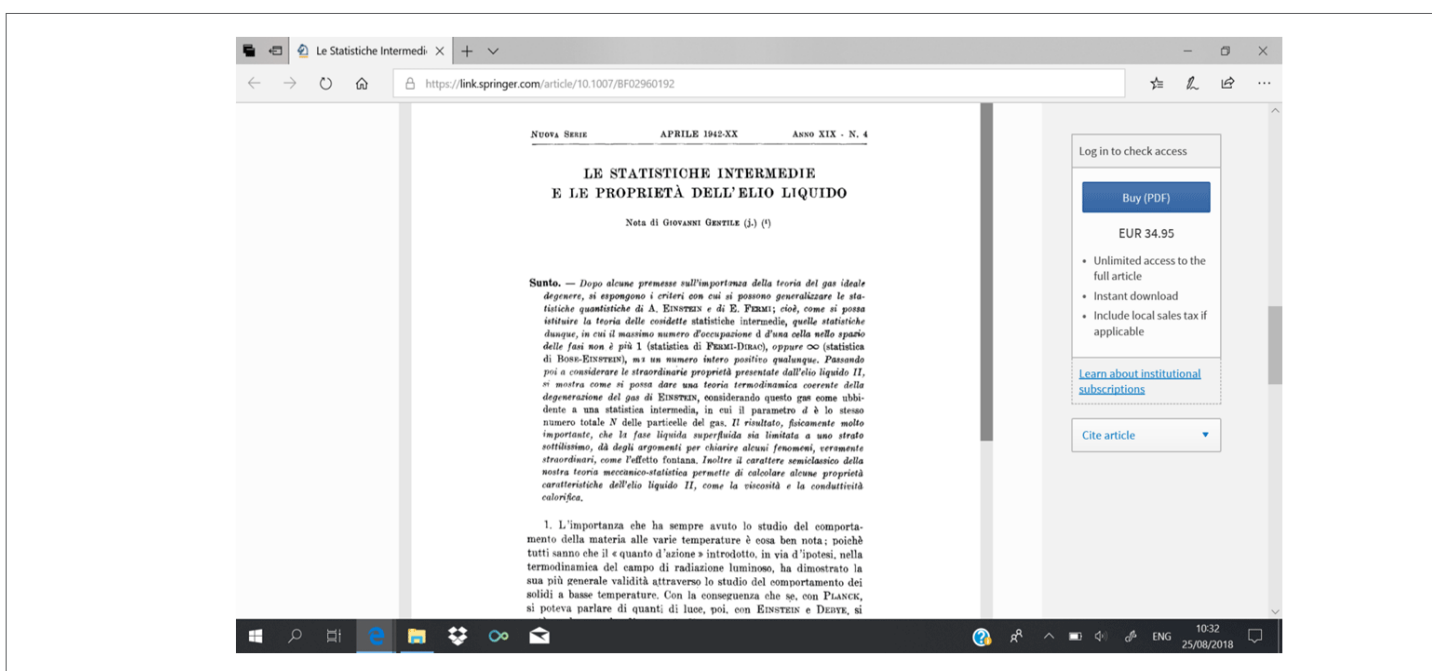 Le Statistiche Intermedi
https://link.springer.com/article/10.1007/BF02960192
NUOVA SERIE APRILE 1942-XX ANNO XIX - N. 4
LE STATISTICHE INTERMEDIE
E LE PROPRIETÀ DELL'ELIO LIQUIDO
Nota di GIOVANNI GENTILE (j.) (¹)
Sunto. — Dopo alcune premesse sull'importanza della teoria del gas ideale
degenere, si espongono i criteri con cui si possono generalizzare le sta-
tistiche quantistiche di A. EINSTEIN e di E. FERMI; cioè, come si possa
istituire la teoria delle cosidette statistiche intermedie, quelle statistiche
dunque, in cui il massimo numero d'occupazione d d'una cella nello spazio
delle fasi non è più 1 (statistica di FERMI-DIRAC), oppure ∞ (statistica
di BOSE-EINSTEIN), ma un numero intero positivo qualunque. Passando
poi a considerare le straordinarie proprietà presentate dall'elio liquido II,
si mostra come si possa dare una teoria termodinamica coerente della
degenerazione del gas di EINSTEIN, considerando questo gas come ubbi-
dente a una statistica intermedia, in cui il parametro d è lo stesso
numero totale N delle particelle del gas. Il risultato, fisicamente molto
importante, che la fase liquida superfluida sia limitata a uno strato
sottilissimo, dà degli argomenti per chiarire alcuni fenomeni, veramente
straordinari, come l'effetto fontana. Inoltre il carattere semiclassico della
nostra teoria meccanico-statistica permette di calcolare alcune proprietà
caratteristiche dell'elio liquido II, come la viscosità e la conduttività
calorifica.
1. L'importanza che ha sempre avuto lo studio del comporta-
mento della materia alle varie temperature è cosa ben nota; poichè
tutti sanno che il « quanto d'azione » introdotto, in via d'ipotesi, nella
termodinamica del campo di radiazione luminoso, ha dimostrato la
sua più generale validità attraverso lo studio del comportamento dei
solidi a basse temperature. Con la conseguenza che se, con PLANCK,
si poteva parlare di quanti di luce, poi, con EINSTEIN e DEBYE, si
Log in to check access
Buy (PDF)
EUR 34.95
• Unlimited access to the
full article
• Instant download
• Include local sales tax if
applicable
Learn about institutional
subscriptions
Cite article
ENG
10:32
25/08/2018